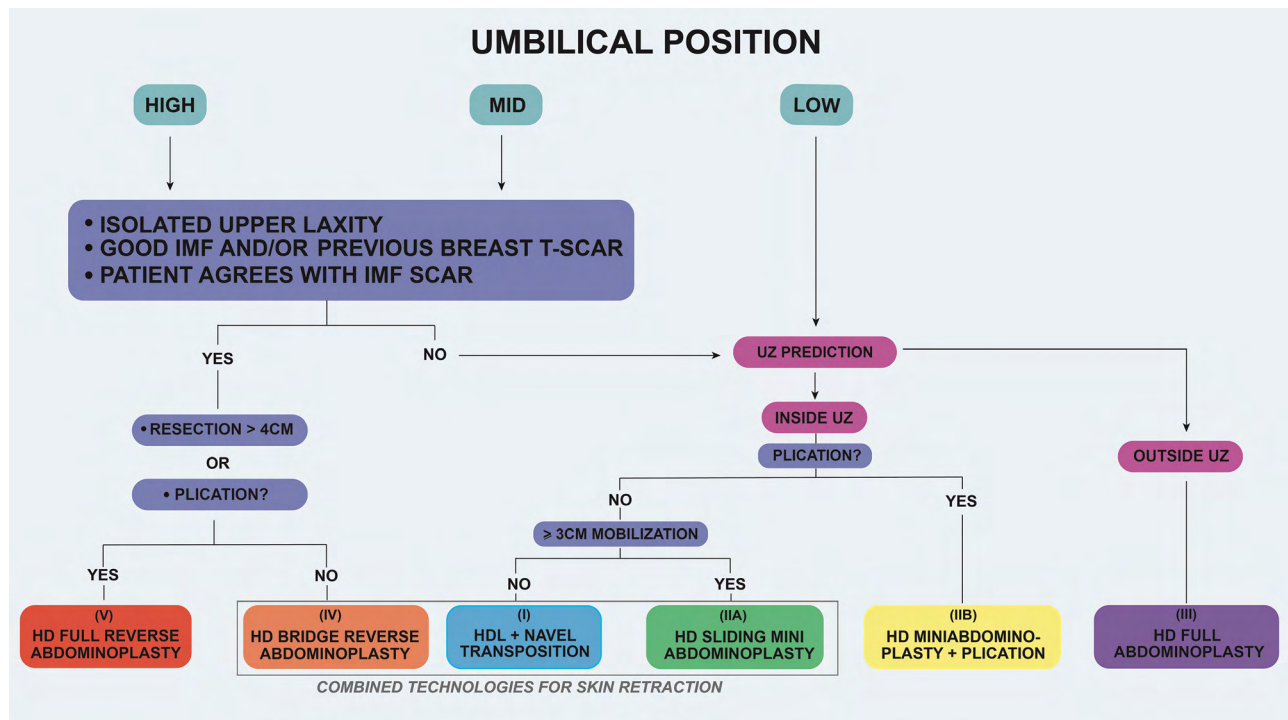 UMBILICAL POSITION
HIGH
MID
LOW
• ISOLATED UPPER LAXITY
• GOOD IMF AND/OR PREVIOUS BREAST T-SCAR
• PATIENT AGREES WITH IMF SCAR
YES
NO
UZ PREDICTION
• RESECTION > 4CM
OR
• PLICATION?
INSIDE UZ
PLICATION?
OUTSIDE UZ
NO
YES
⩾ 3CM MOBILIZATION
YES
NO
NO
YES
(V)
HD FULL REVERSE
ABDOMINOPLASTY
(IV)
HD BRIDGE REVERSE
ABDOMINOPLASTY
(I)
HDL + NAVEL
TRANSPOSITION
(IIA)
HD SLIDING MINI
ABDOMINOPLASTY
(IIB)
HD MINIABDOMINO-
PLASTY + PLICATION
(III)
HD FULL
ABDOMINOPLASTY
COMBINED TECHNOLOGIES FOR SKIN RETRACTION